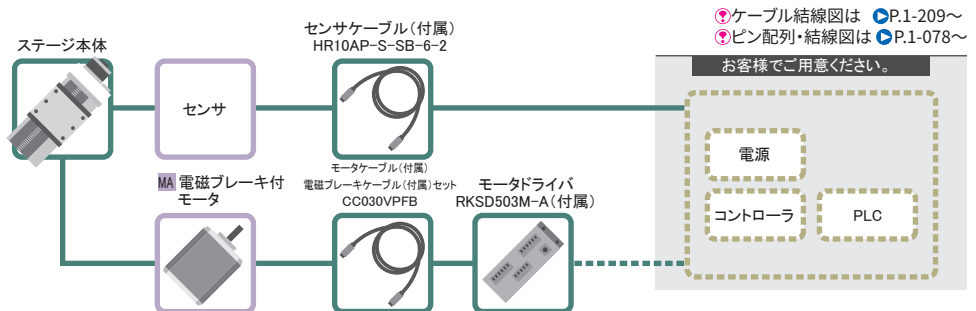 ケーブル結線図は P.1-209～
ピン配列・結線図は P.1-078～
ステージ本体
センサケーブル（付属）
HR10AP-S-SB-6-2
お客様でご用意ください。
センサ
電源
コントローラ
PLC
MA 電磁ブレーキ付
モータ
モータケーブル（付属）
電磁ブレーキケーブル（付属）セット
CC030VPFB
モータドライバ
RKSD503M-A（付属）